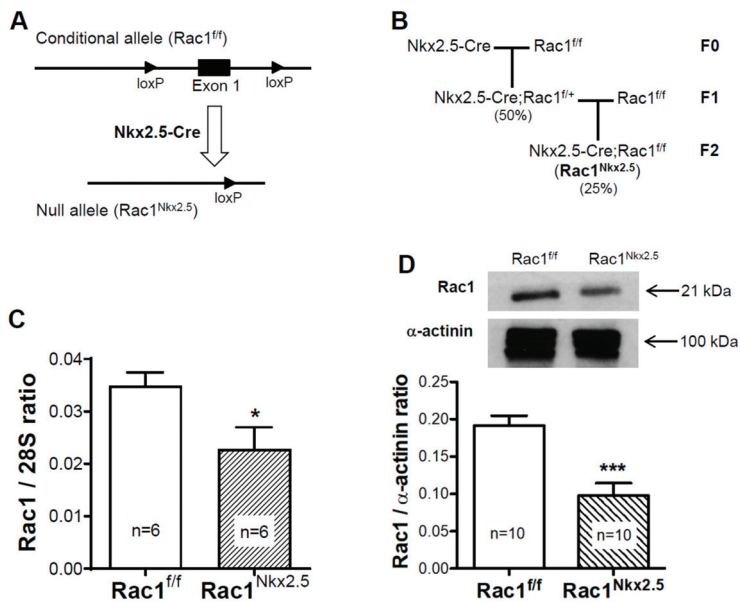 A
Conditional allele (Rac1f/f)
loxP
Exon 1
loxP
Nkx2.5-Cre
loxP
Null allele (Rac1Nkx2.5)
B
Nkx2.5-Cre
Rac1f/f
F0
Nkx2.5-Cre;Rac1f/+
Rac1f/f
F1
(50%)
Nkx2.5-Cre;Rac1f/f
F2
(Rac1Nkx2.5)
(25%)
C
Rac1 / 28S ratio
0.04
0.03
0.02
0.01
0.00
*
n=6
n=6
Rac1f/f
Rac1Nkx2.5
D
Rac1f/f
Rac1Nkx2.5
Rac1
21 kDa
α-actinin
100 kDa
Rac1 / α-actinin ratio
0.25
0.20
0.15
0.10
0.05
0.00
***
n=10
n=10
Rac1f/f
Rac1Nkx2.5